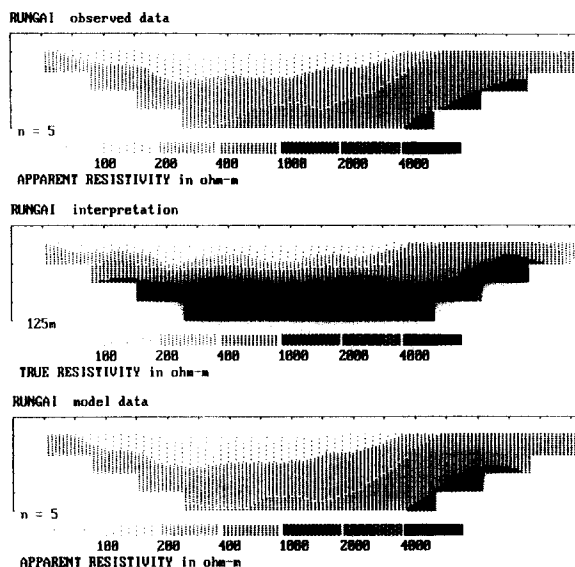 RUNGAI observed data
n = 5
100 200 400 1000 2000 4000
APPARENT RESISTIVITY in ohm-m
RUNGAI interpretation
125m
100 200 400 1000 2000 4000
TRUE RESISTIVITY in ohm-m
RUNGAI model data
n = 5
100 200 400 1000 2000 4000
APPARENT RESISTIVITY in ohm-m